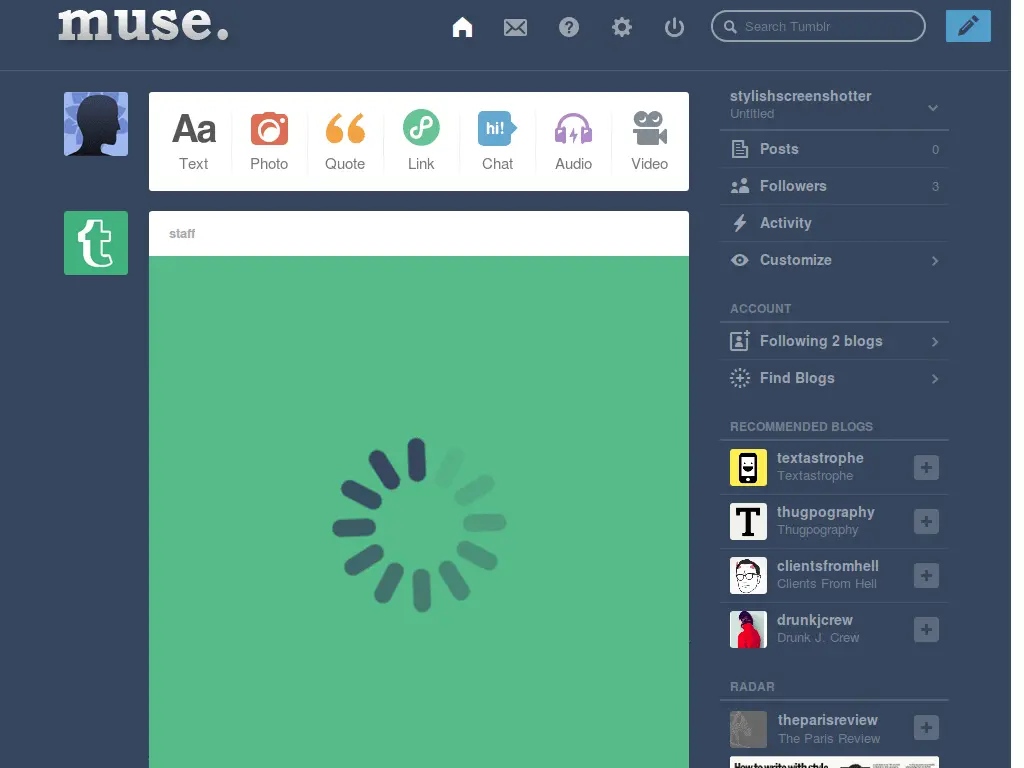 muse.
Search Tumblr
Aa
hi!
Text
Photo
Quote
Link
Chat
Audio
Video
t
staff
stylishscreenshotter
Untitled
Posts 0
Followers 3
Activity
Customize
ACCOUNT
Following 2 blogs
Find Blogs
RECOMMENDED BLOGS
textastrophe
Textastrophe
T
thugpography
Thugpography
clientsfromhell
Clients From Hell
drunkjcrew
Drunk J. Crew
RADAR
theparisreview
The Paris Review
How to write with style